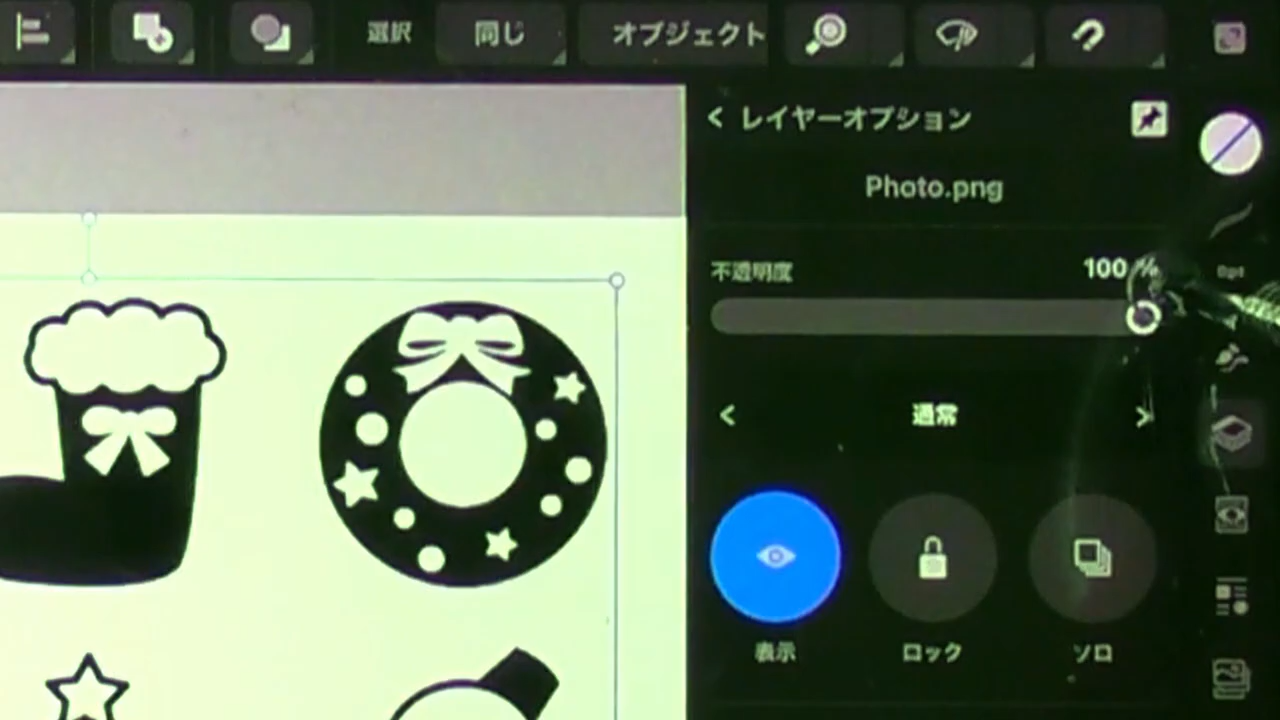 選択 同じ オブジェクト
レイヤーオプション
Photo.png
不透明度 100 %
0pt
通常
表示 ロック ソロ